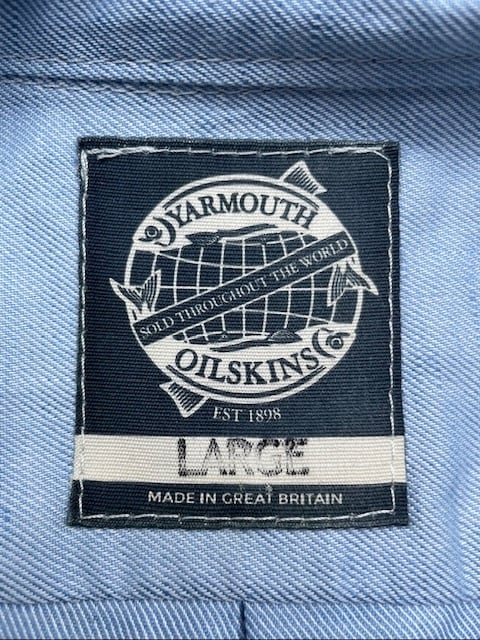 YARMOUTH
SOLD THROUGHOUT THE WORLD
OILSKINS
EST 1898
LARGE
MADE IN GREAT BRITAIN